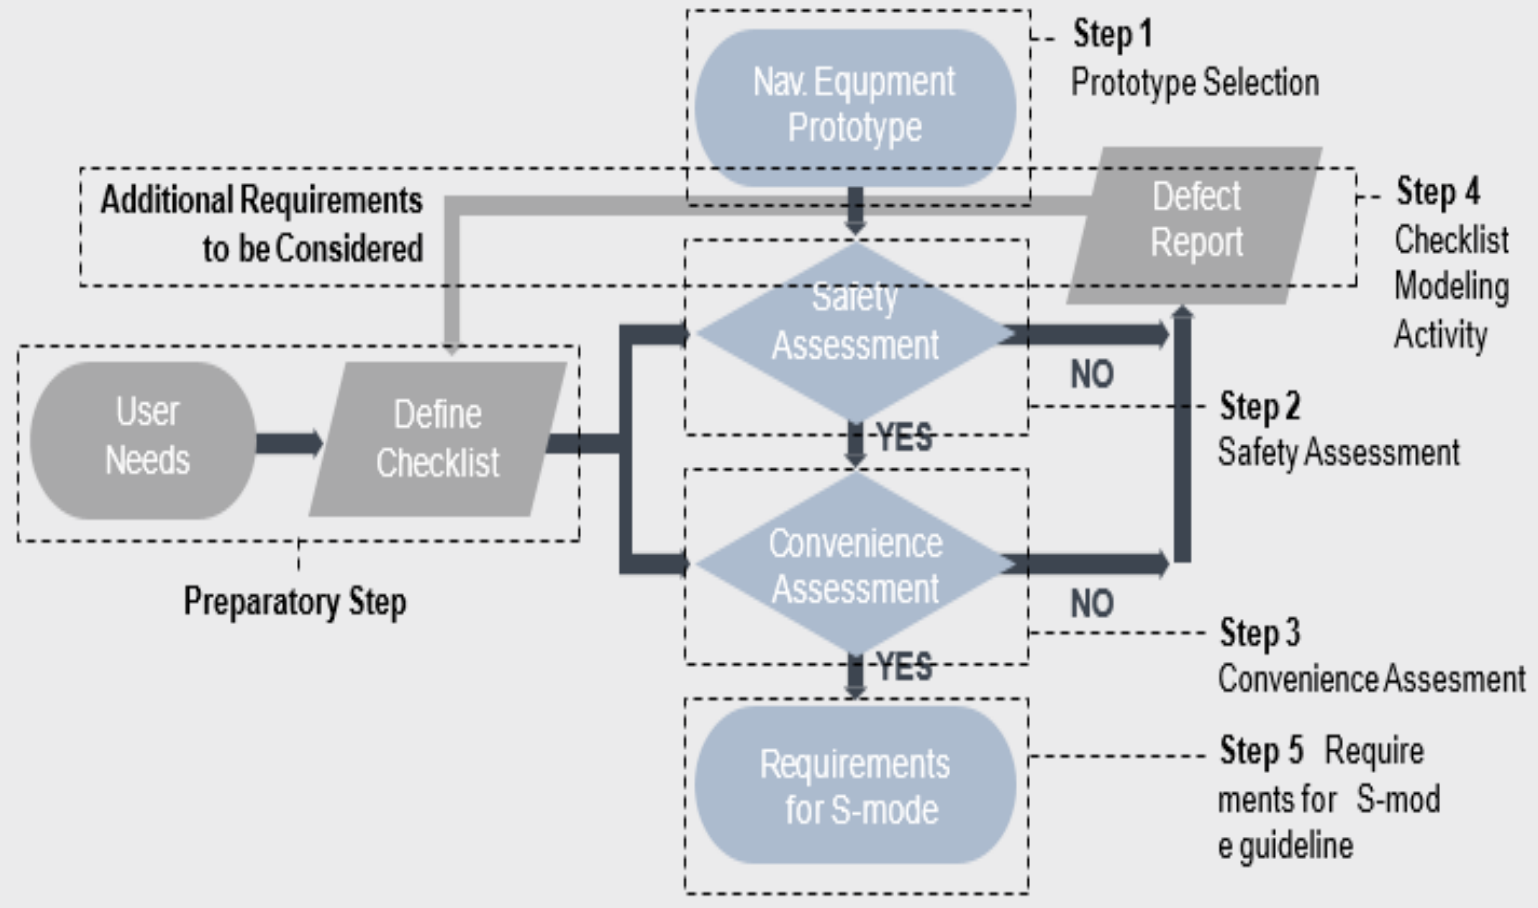 Step 1
Prototype Selection
Nav. Equpment
Prototype
Additional Requirements
to be Considered
Defect
Report
Step 4
Checklist
Modeling
Activity
Safety
Assessment
NO
YES
Step 2
Safety Assessment
User
Needs
Define
Checklist
Preparatory Step
Convenience
Assessment
NO
YES
Step 3
Convenience Assesment
Requirements
for S-mode
Step 5 Require
ments for S-mod
e guideline